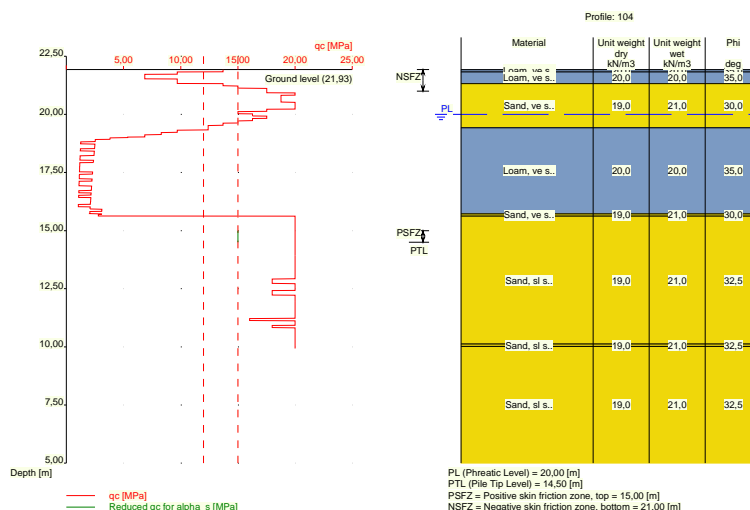 Profile: 104
qc [MPa]
5,00 10,00 15,00 20,00 25,00
22,50
20,00
17,50
15,00
12,50
10,00
7,50
5,00
Ground level (21,93)
Depth [m]
qc [MPa]
Reduced qc for alpha_s [MPa]
NSFZ
PL
PSFZ
PTL
Material Unit weight dry kN/m3 Unit weight wet kN/m3 Phi deg
Loam, ve s..
Loam, ve s.. 20,0 20,0 35,0
Sand, ve s.. 19,0 21,0 30,0
Loam, ve s.. 20,0 20,0 35,0
Sand, ve s.. 19,0 21,0 30,0
Sand, sl s.. 19,0 21,0 32,5
Sand, sl s.. 19,0 21,0 32,5
Sand, sl s.. 19,0 21,0 32,5
PL (Phreatic Level) = 20,00 [m]
PTL (Pile Tip Level) = 14,50 [m]
PSFZ = Positive skin friction zone, top = 15,00 [m]
NSFZ = Negative skin friction zone, bottom = 21,00 [m]